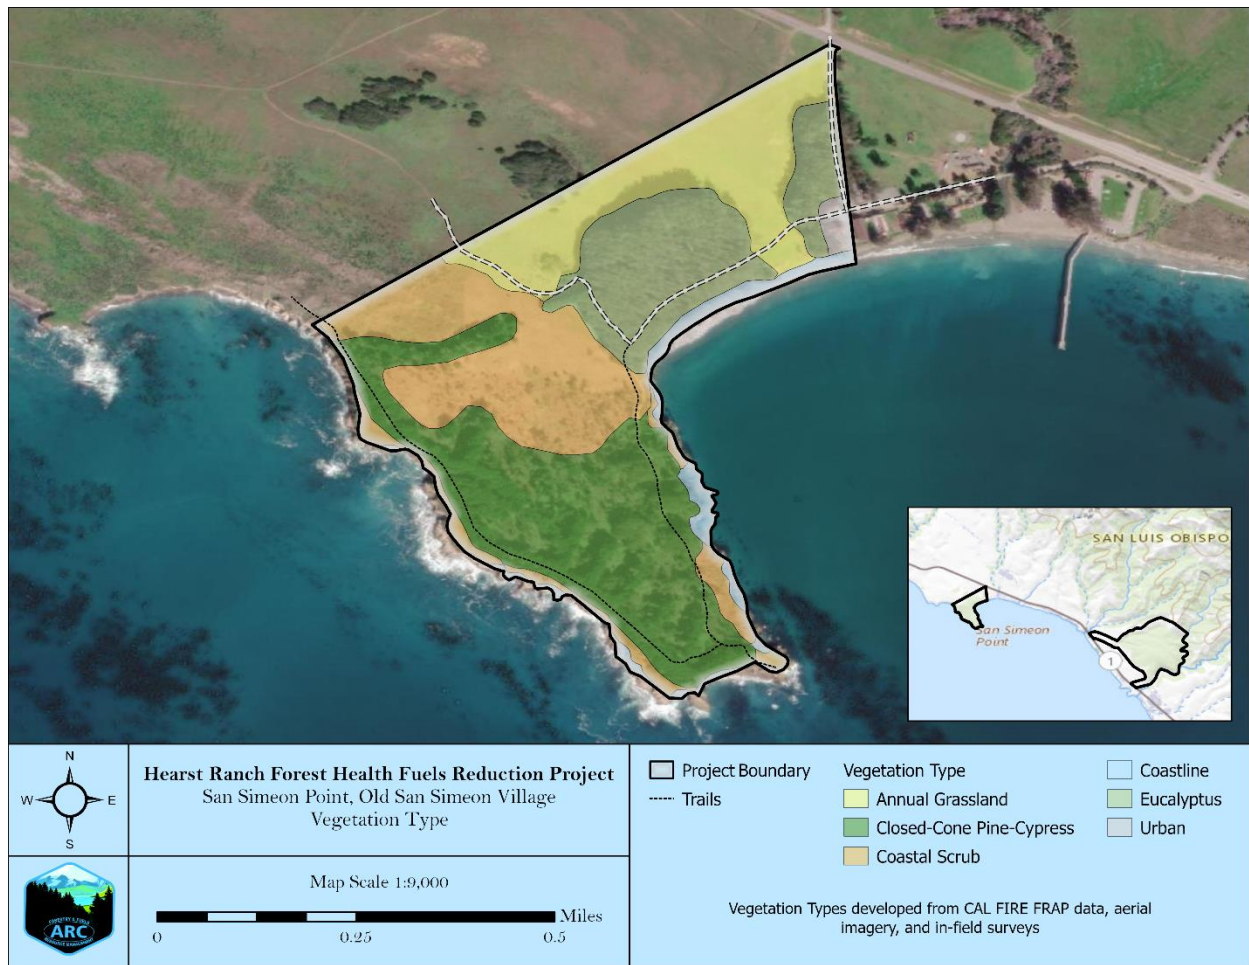 SAN LUIS OBISPO
San Simeon
Point
1
N
W
E
S
Hearst Ranch Forest Health Fuels Reduction Project
San Simeon Point, Old San Simeon Village
Vegetation Type
Map Scale 1:9,000
Miles
0
0.25
0.5
ARC
Project Boundary
Trails
Vegetation Type
Annual Grassland
Closed-Cone Pine-Cypress
Coastal Scrub
Coastline
Eucalyptus
Urban
Vegetation Types developed from CAL FIRE FRAP data, aerial
imagery, and in-field surveys